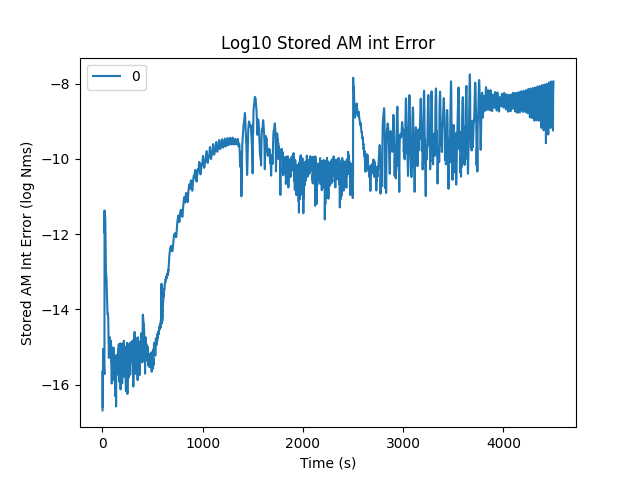 Log10 Stored AM int Error
0
−8
−10
−12
−14
−16
Stored AM Int Error (log Nms)
0 1000 2000 3000 4000
Time (s)